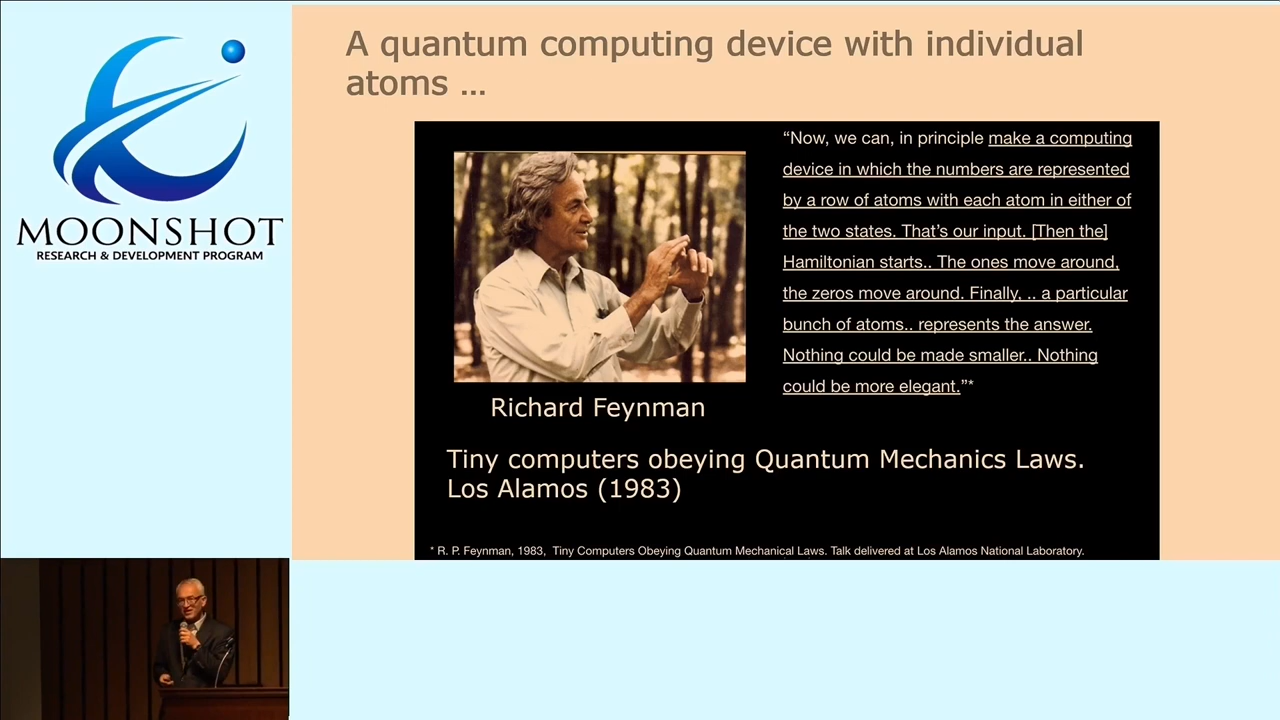 MOONSHOT
RESEARCH & DEVELOPMENT PROGRAM
A quantum computing device with individual
atoms ...
“Now, we can, in principle make a computing
device in which the numbers are represented
by a row of atoms with each atom in either of
the two states. That’s our input. [Then the]
Hamiltonian starts.. The ones move around,
the zeros move around. Finally, .. a particular
bunch of atoms.. represents the answer.
Nothing could be made smaller.. Nothing
could be more elegant.”*
Richard Feynman
Tiny computers obeying Quantum Mechanics Laws.
Los Alamos (1983)
* R. P. Feynman, 1983, Tiny Computers Obeying Quantum Mechanical Laws. Talk delivered at Los Alamos National Laboratory.